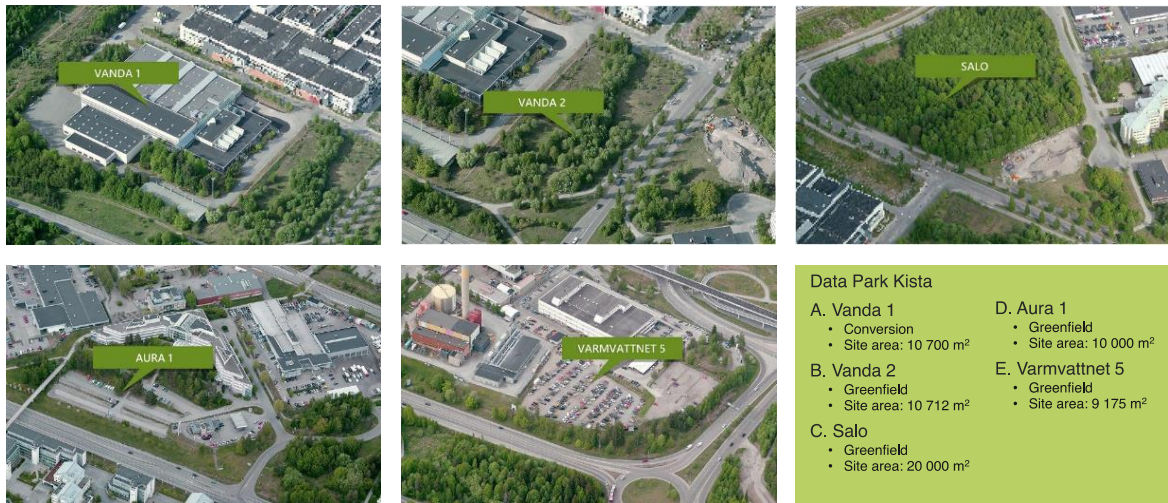 VANDA 1
VANDA 2
SALO
AURA 1
VARMVATTNET 5
Data Park Kista
A. Vanda 1
• Conversion
• Site area: 10 700 m²
B. Vanda 2
• Greenfield
• Site area: 10 712 m²
C. Salo
• Greenfield
• Site area: 20 000 m²
D. Aura 1
• Greenfield
• Site area: 10 000 m²
E. Varmvattnet 5
• Greenfield
• Site area: 9 175 m²